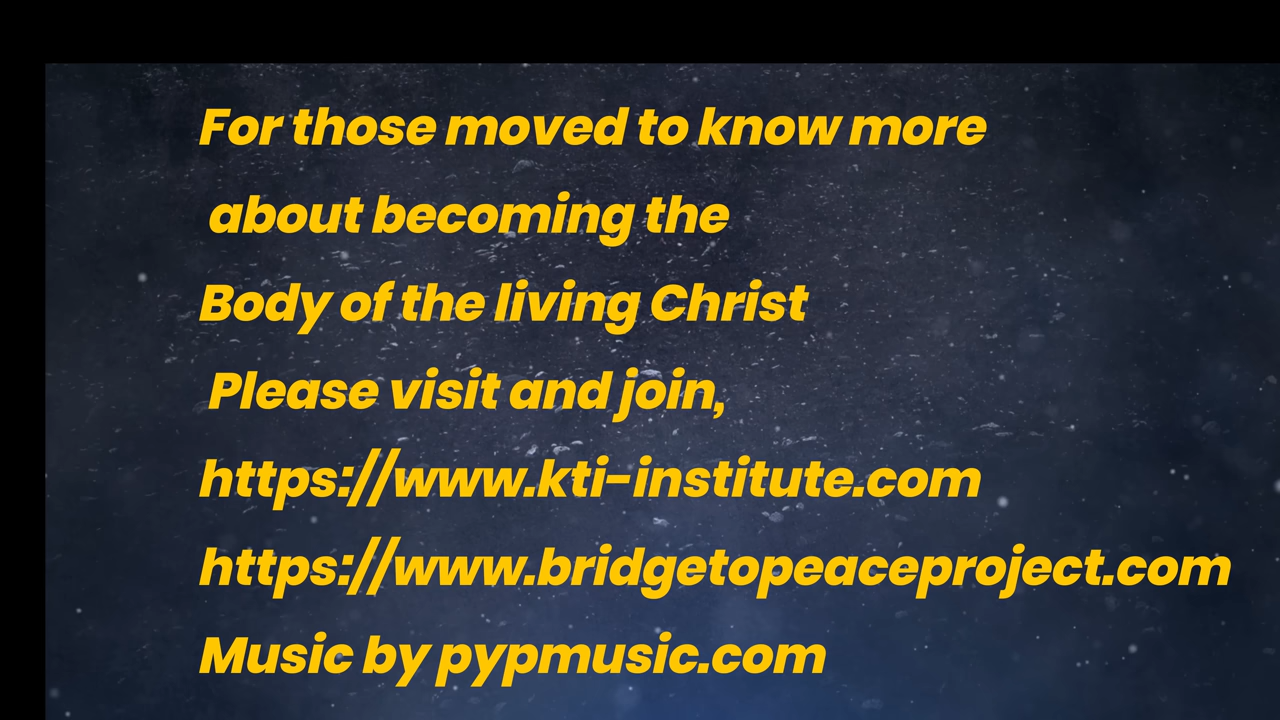 For those moved to know more
about becoming the
Body of the living Christ
Please visit and join,
https://www.kti-institute.com
https://www.bridgetopeaceproject.com
Music by pypmusic.com